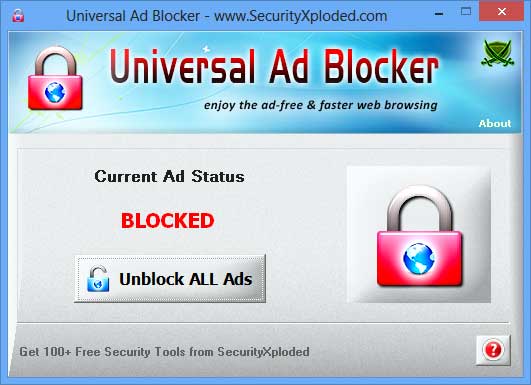 Universal Ad Blocker - www.SecurityXploded.com
Universal Ad Blocker
enjoy the ad-free & faster web browsing
About
Current Ad Status
BLOCKED
Unblock ALL Ads
Get 100+ Free Security Tools from SecurityXploded
?